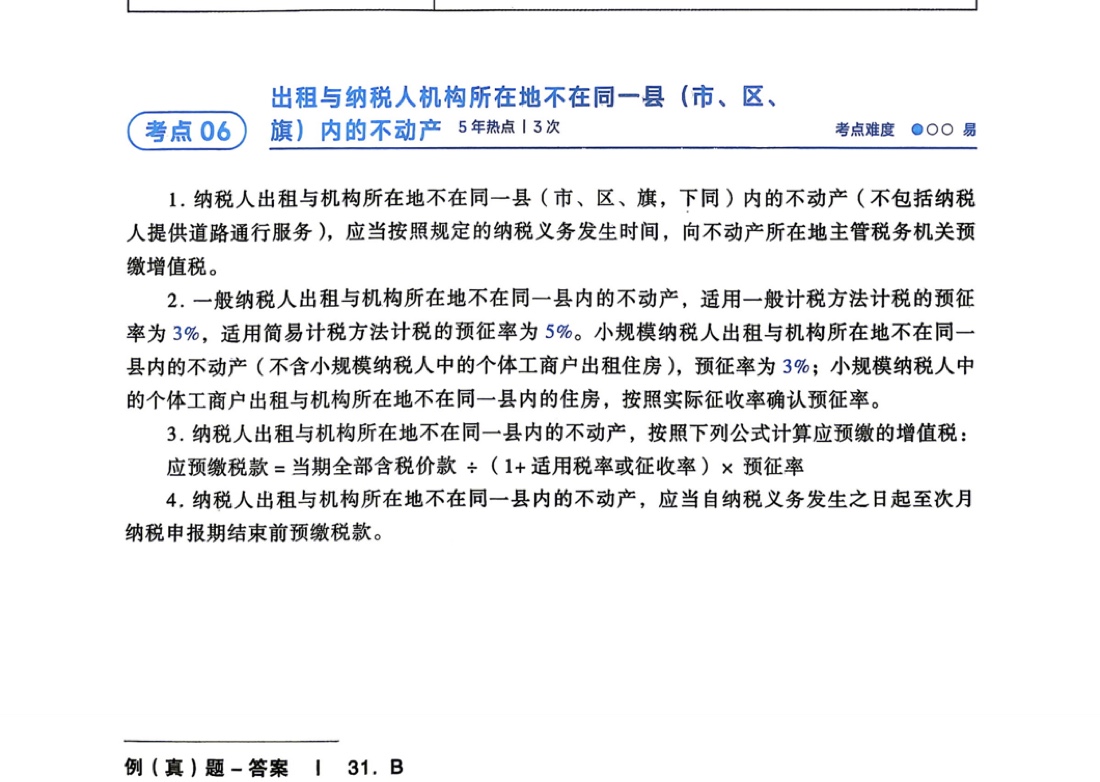 出租与纳税人机构所在地不在同一县（市、区、
考点 06
旗）内的不动产 5 年热点 | 3 次
考点难度 ●○○ 易
1. 纳税人出租与机构所在地不在同一县（市、区、旗，下同）内的不动产（不包括纳税
人提供道路通行服务），应当按照规定的纳税义务发生时间，向不动产所在地主管税务机关预
缴增值税。
2. 一般纳税人出租与机构所在地不在同一县内的不动产，适用一般计税方法计税的预征
率为 3%，适用简易计税方法计税的预征率为 5%。小规模纳税人出租与机构所在地不在同一
县内的不动产（不含小规模纳税人中的个体工商户出租住房），预征率为 3%；小规模纳税人中
的个体工商户出租与机构所在地不在同一县内的住房，按照实际征收率确认预征率。
3. 纳税人出租与机构所在地不在同一县内的不动产，按照下列公式计算应预缴的增值税：
应预缴税款 = 当期全部含税价款 ÷（1+ 适用税率或征收率）× 预征率
4. 纳税人出租与机构所在地不在同一县内的不动产，应当自纳税义务发生之日起至次月
纳税申报期结束前预缴税款。
例（真）题 – 答案 | 31. B